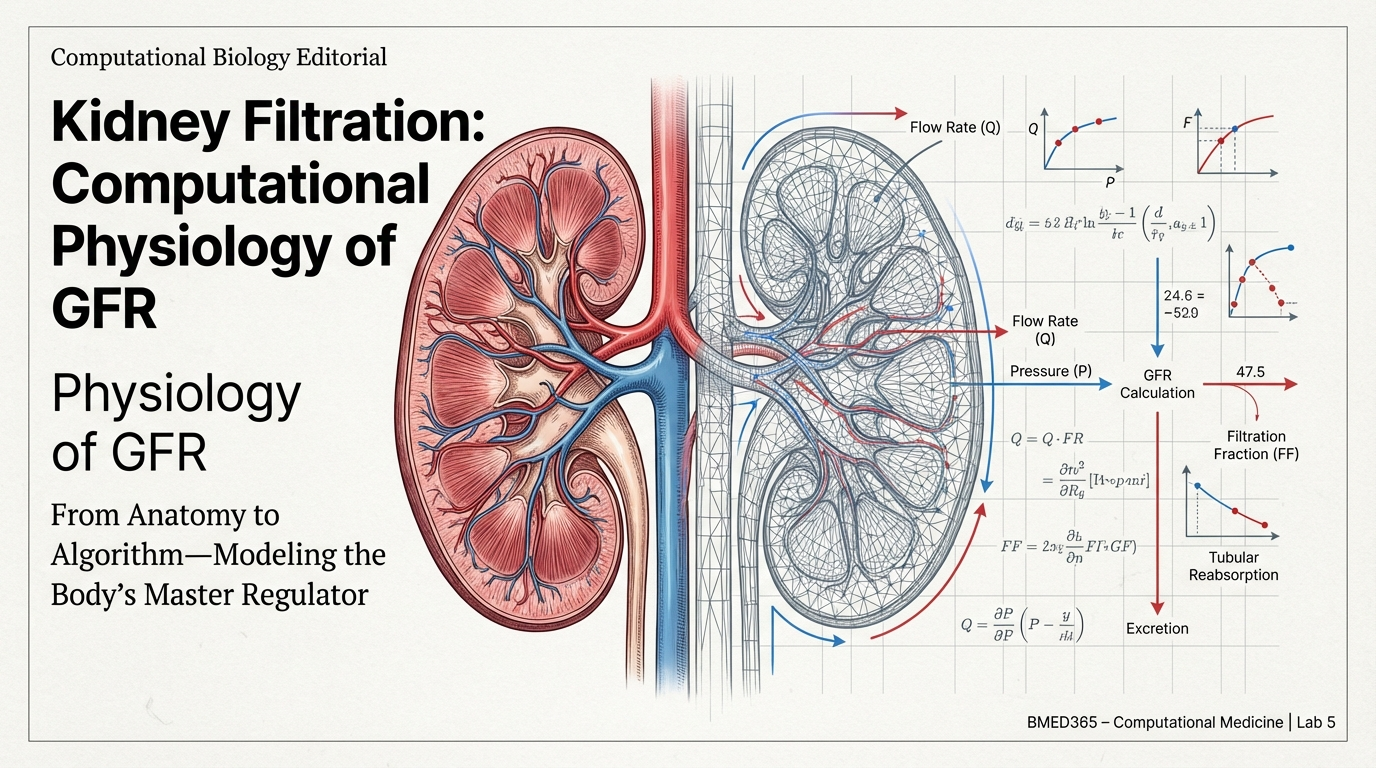 Computational Biology Editorial
Kidney Filtration:
Computational
Physiology of
GFR
Physiology
of GFR
From Anatomy to
Algorithm—Modeling the
Body's Master Regulator
Flow Rate (Q)
Q
P
F
24.6 =
−52.9
Flow Rate
(Q)
Pressure (P)
GFR
Calculation
47.5
Filtration
Fraction (FF)
Q = Q · FR
Tubular
Reabsorption
Excretion
BMED365 – Computational Medicine | Lab 5